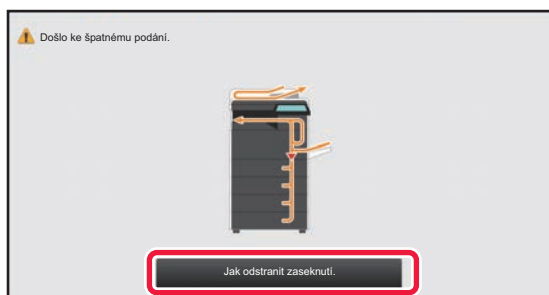 Došlo ke špatnému podání.
Jak odstranit zaseknutí.